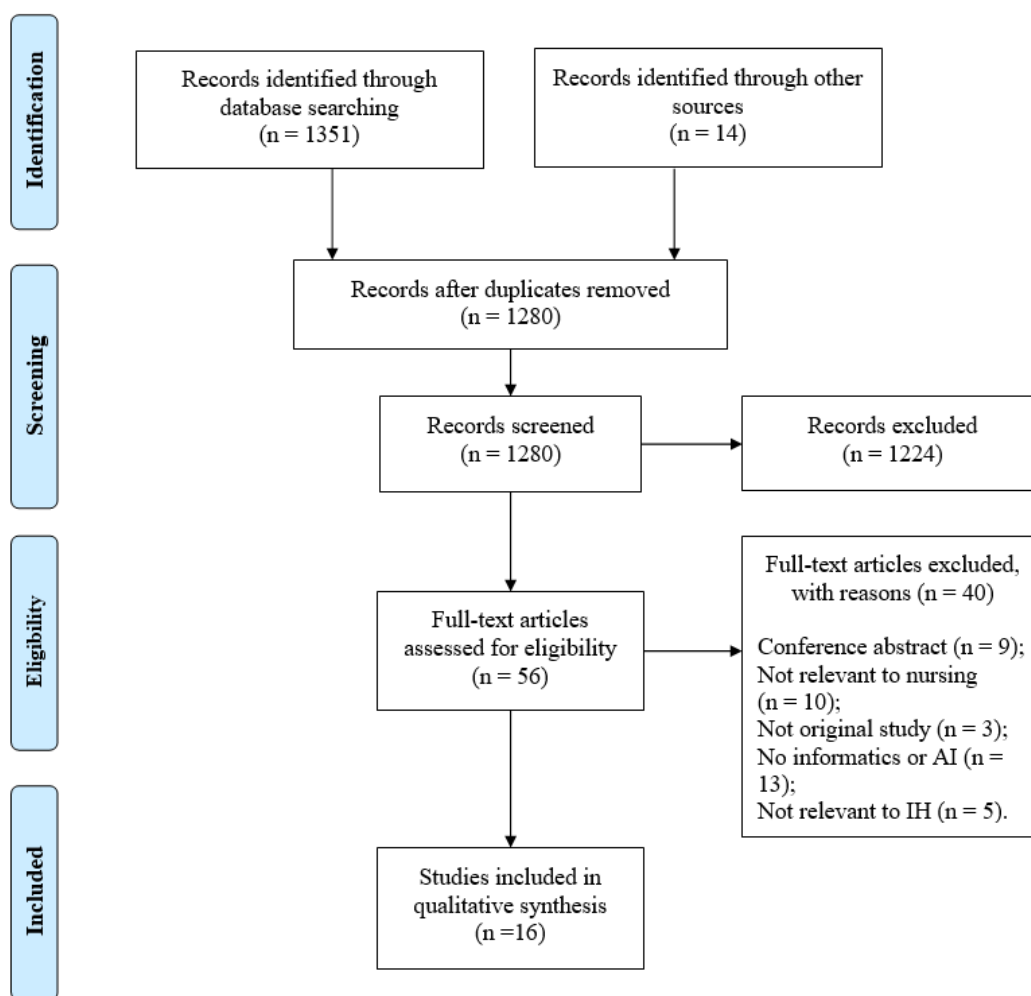 Identification
Records identified through
database searching
(n = 1351)
Records identified through other
sources
(n = 14)
Screening
Records after duplicates removed
(n = 1280)
Records screened
(n = 1280)
Records excluded
(n = 1224)
Eligibility
Full-text articles
assessed for eligibility
(n = 56)
Full-text articles excluded,
with reasons (n = 40)
Conference abstract (n = 9);
Not relevant to nursing
(n = 10);
Not original study (n = 3);
No informatics or AI (n =
13);
Not relevant to IH (n = 5).
Included
Studies included in
qualitative synthesis
(n =16)